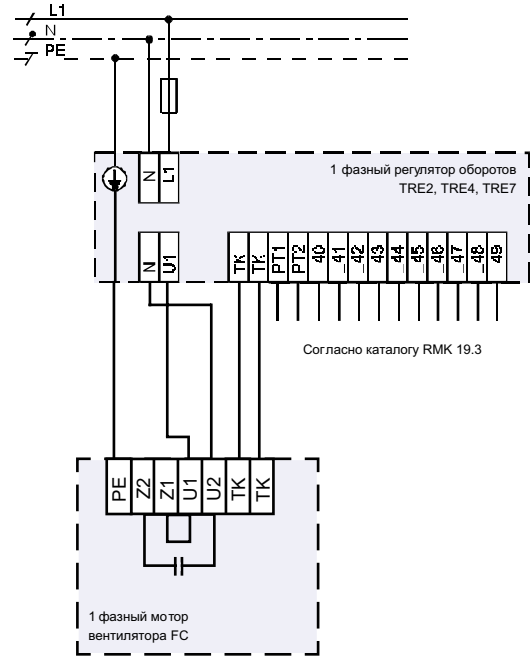 L1
N
PE
N L1
1 фазный регулятор оборотов
TRE2, TRE4, TRE7
N U1 TK TK PT1 PT2 40 41 42 43 44 45 46 47 48 49
Согласно каталогу RMK 19.3
PE Z2 Z1 U1 U2 TK TK
1 фазный мотор
вентилятора FC